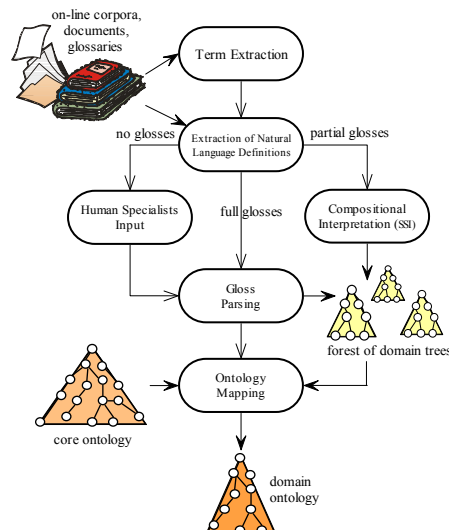 on-line corpora,
documents,
glossaries
Term Extraction
no glosses
Extraction of Natural
Language Definitions
partial glosses
Human Specialists
Input
full glosses
Compositional
Interpretation (SSI)
Gloss
Parsing
forest of domain trees
Ontology
Mapping
core ontology
domain
ontology